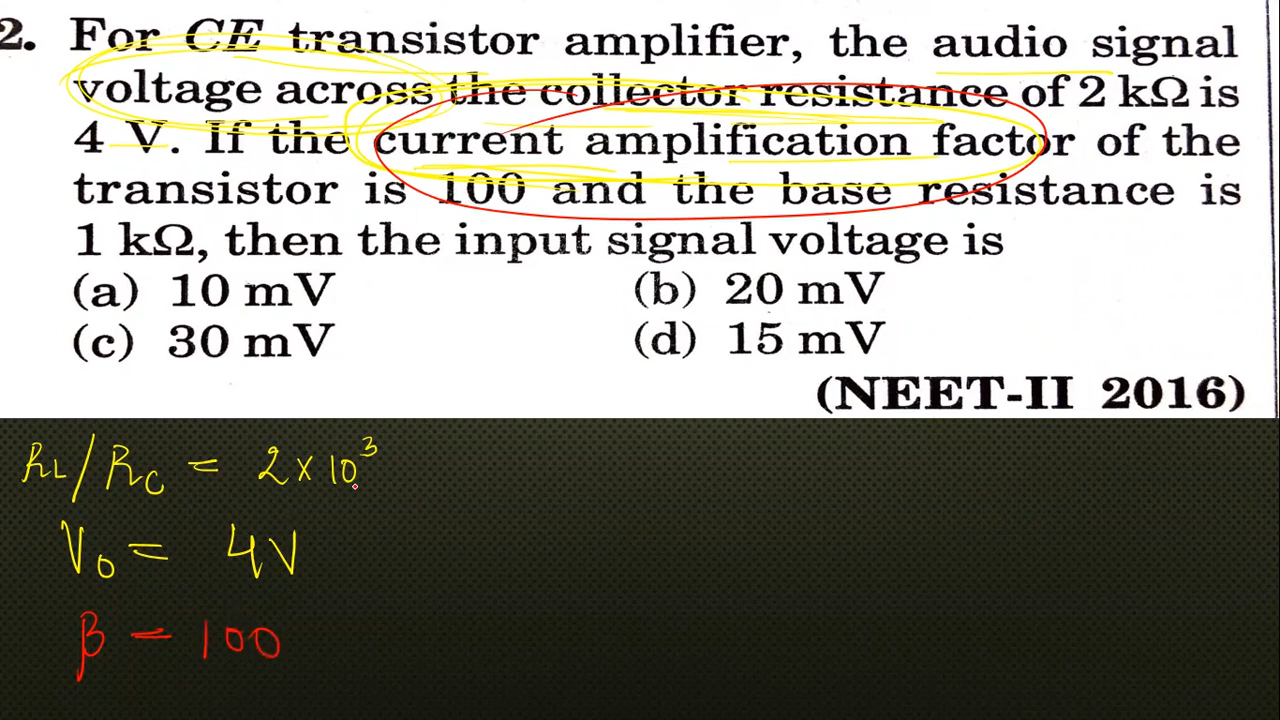 2. For CE transistor amplifier, the audio signal
voltage across the collector resistance of 2 kΩ is
4 V. If the current amplification factor of the
transistor is 100 and the base resistance is
1 kΩ, then the input signal voltage is
(a) 10 mV (b) 20 mV
(c) 30 mV (d) 15 mV
(NEET-II 2016)
RL/RC = 2 × 10³
V₀ = 4V
β = 100